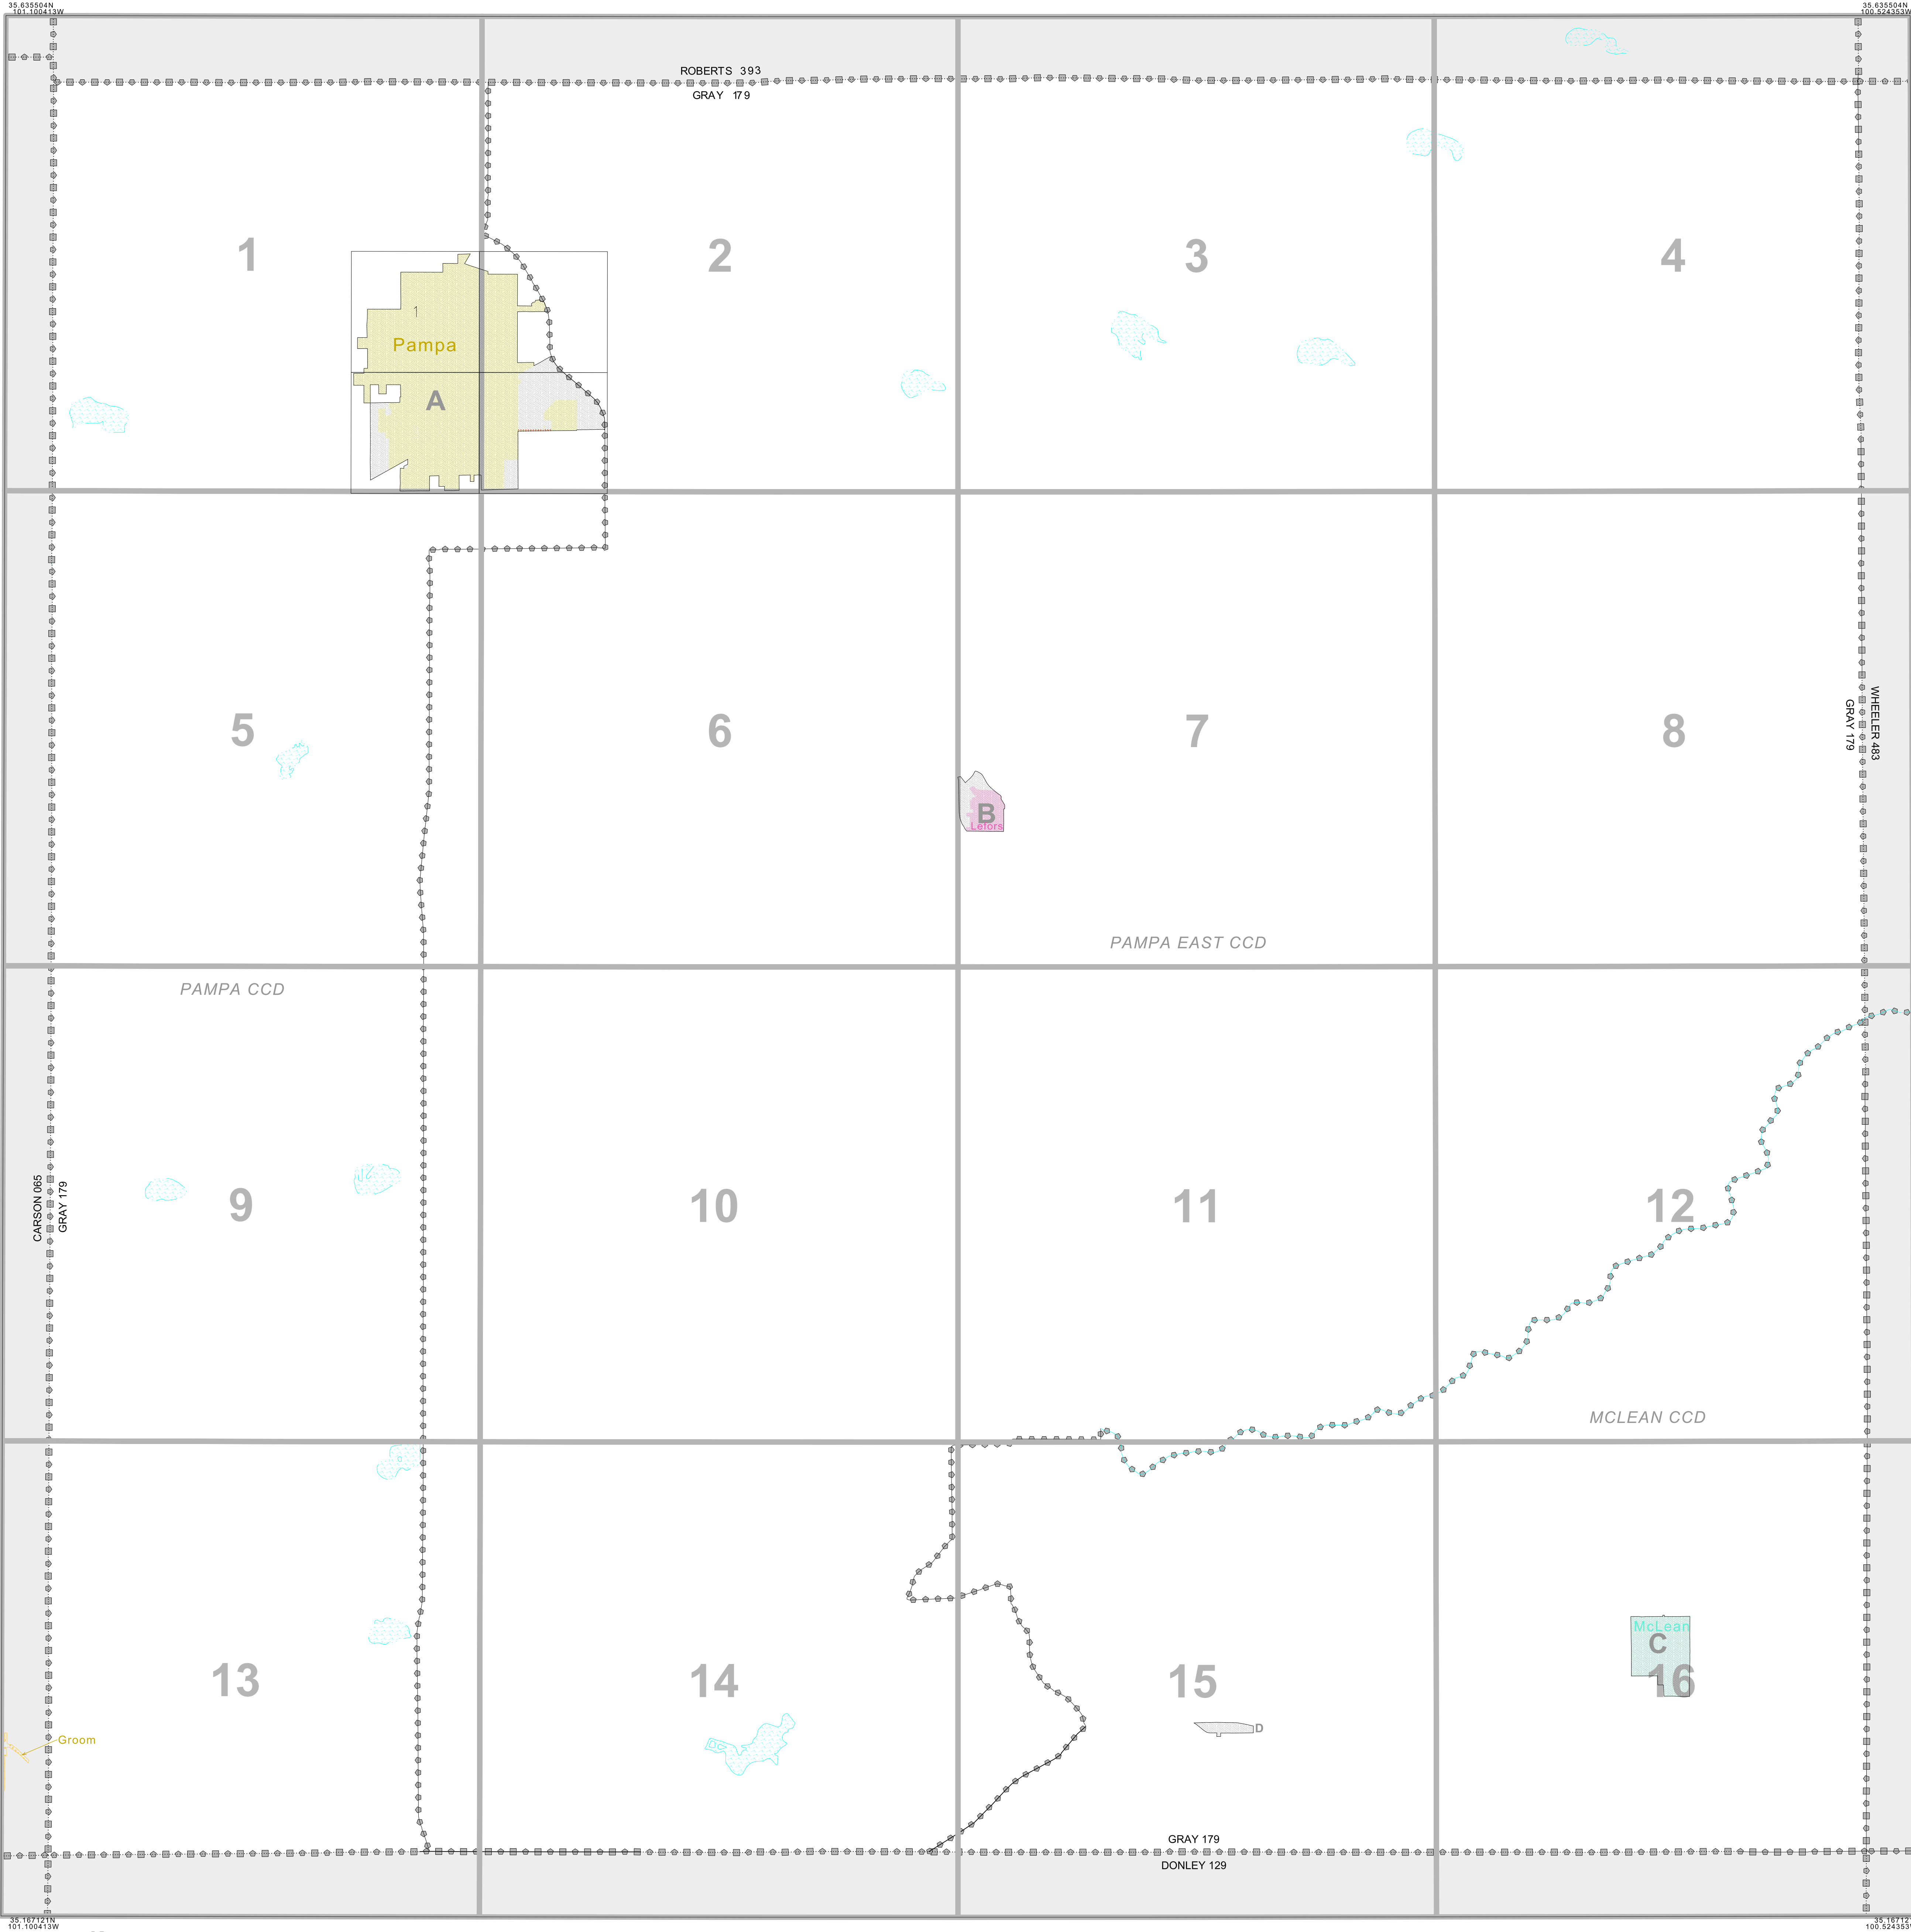 35.635504N
101.100413W
35.635504N
100.524353W
ROBERTS 393
GRAY 179
1
2
3
4
1
Pampa
A
5
6
7
8
WHEELER 483
GRAY 179
B
Lefors
PAMPA EAST CCD
PAMPA CCD
CARSON 065
GRAY 179
9
10
11
12
MCLEAN CCD
McLean
C
13
14
15
16
D
Groom
GRAY 179
DONLEY 129
35.167121N
101.100413W
35.16712
100.524353W